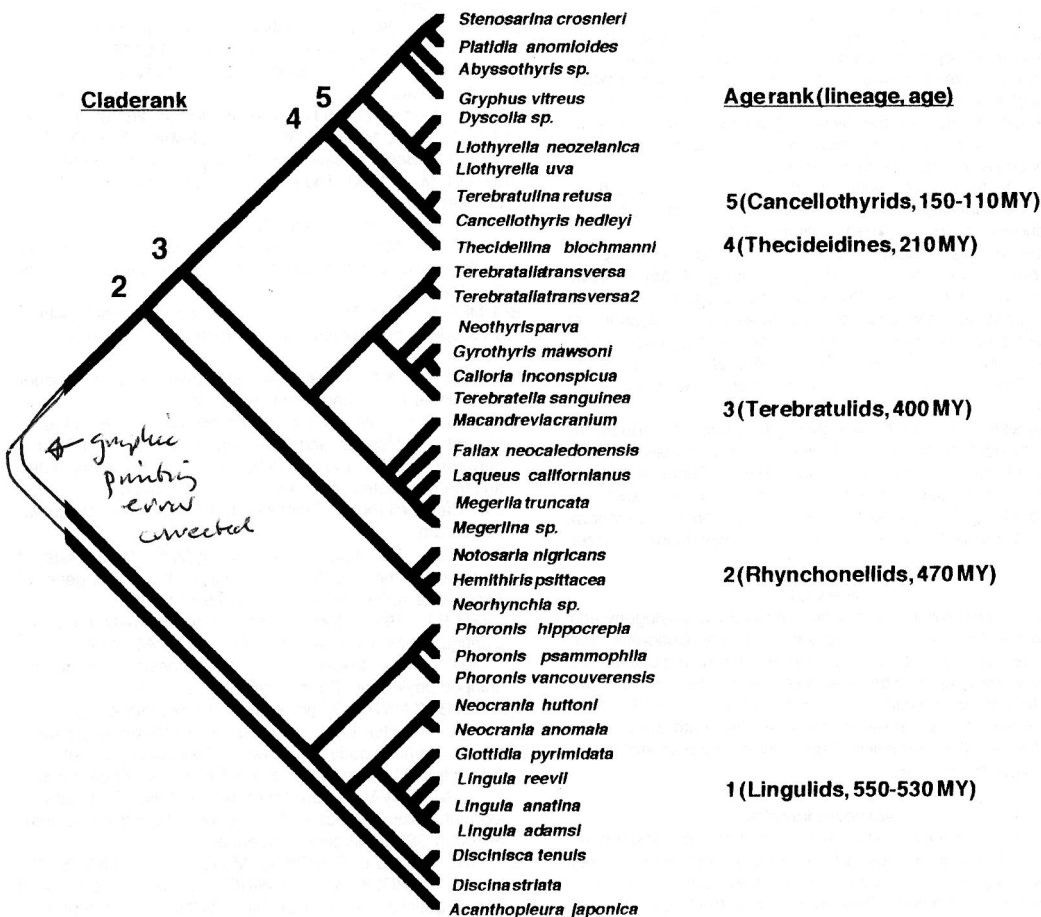 Claderank
Agerank (lineage, age)
5
4
3
2
Stenosarina crosnieri
Platidia anomioides
Abyssothyris sp.
Gryphus vitreus
Dyscolia sp.
Liothyrella neozelanica
Liothyrella uva
Terebratulina retusa
Cancellothyris hedleyi
Thecidellina blochmanni
Terebratalia transversa
Terebratalia transversa2
Neothyris parva
Gyrothyris mawsoni
Calloria inconspicua
Terebratella sanguinea
Macandrevia cranium
Fallax neocaledonensis
Laqueus californianus
Megerlia truncata
Megerlina sp.
Notosaria nigricans
Hemithiris psittacea
Neorhynchia sp.
Phoronis hippocrepia
Phoronis psammophila
Phoronis vancouverensis
Neocrania huttoni
Neocrania anomala
Glottidia pyrimidata
Lingula reevii
Lingula anatina
Lingula adamsi
Discinisca tenuis
Discina striata
Acanthopleura japonica
5 (Cancellothyrids, 150-110 MY)
4 (Thecideidines, 210 MY)
3 (Terebratulids, 400 MY)
2 (Rhynchonellids, 470 MY)
1 (Lingulids, 550-530 MY)
graphic
printing
error
corrected